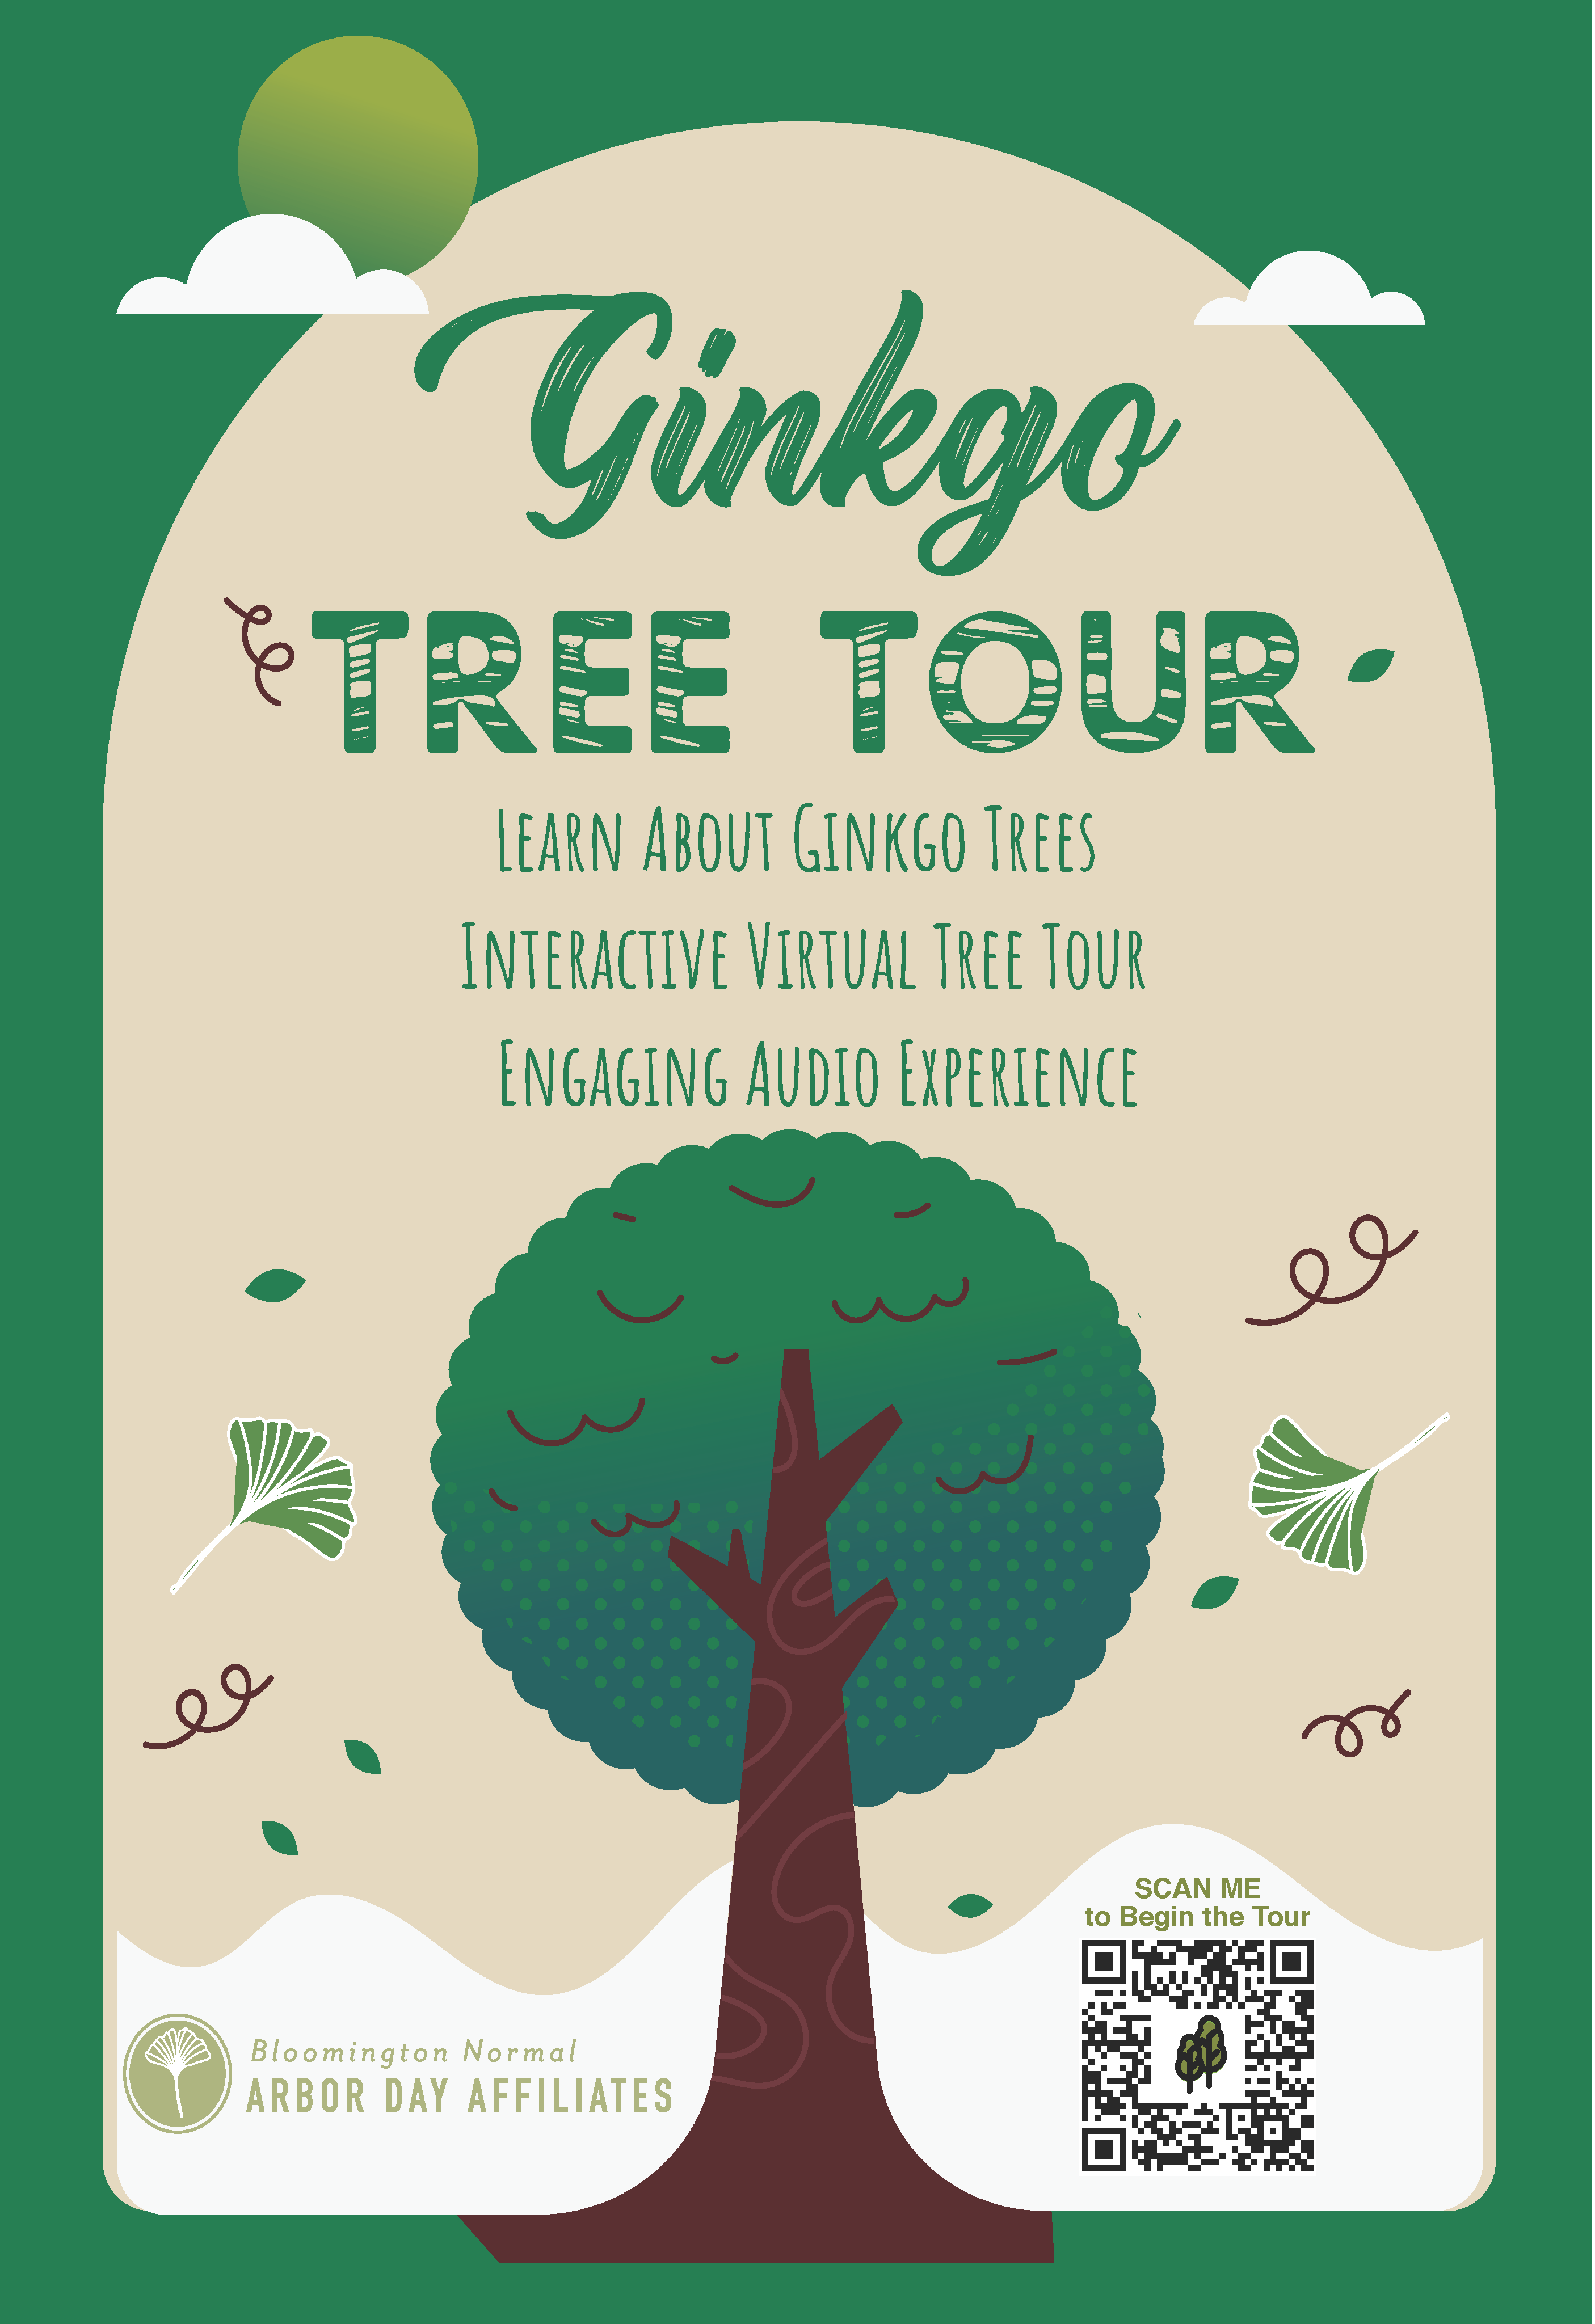 Ginkgo
TREE TOUR
LEARN ABOUT GINKGO TREES
INTERACTIVE VIRTUAL TREE TOUR
ENGAGING AUDIO EXPERIENCE
SCAN ME
to Begin the Tour
Bloomington Normal
ARBOR DAY AFFILIATES